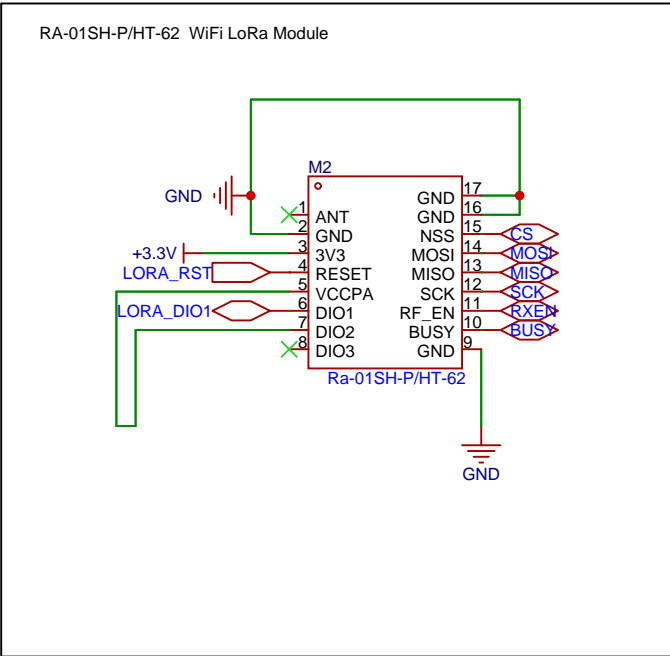 RA-01SH-P/HT-62 WiFi LoRa Module
M2
GND
+3.3V
LORA_RST
LORA_DIO1
1 ANT
2 GND
3 3V3
4 RESET
5 VCCPA
6 DIO1
7 DIO2
8 DIO3
GND 17
GND 16
NSS 15 CS
MOSI 14 MOSI
MISO 13 MISO
SCK 12 SCK
RF_EN 11 RXEN
BUSY 10 BUSY
GND 9
Ra-01SH-P/HT-62
GND